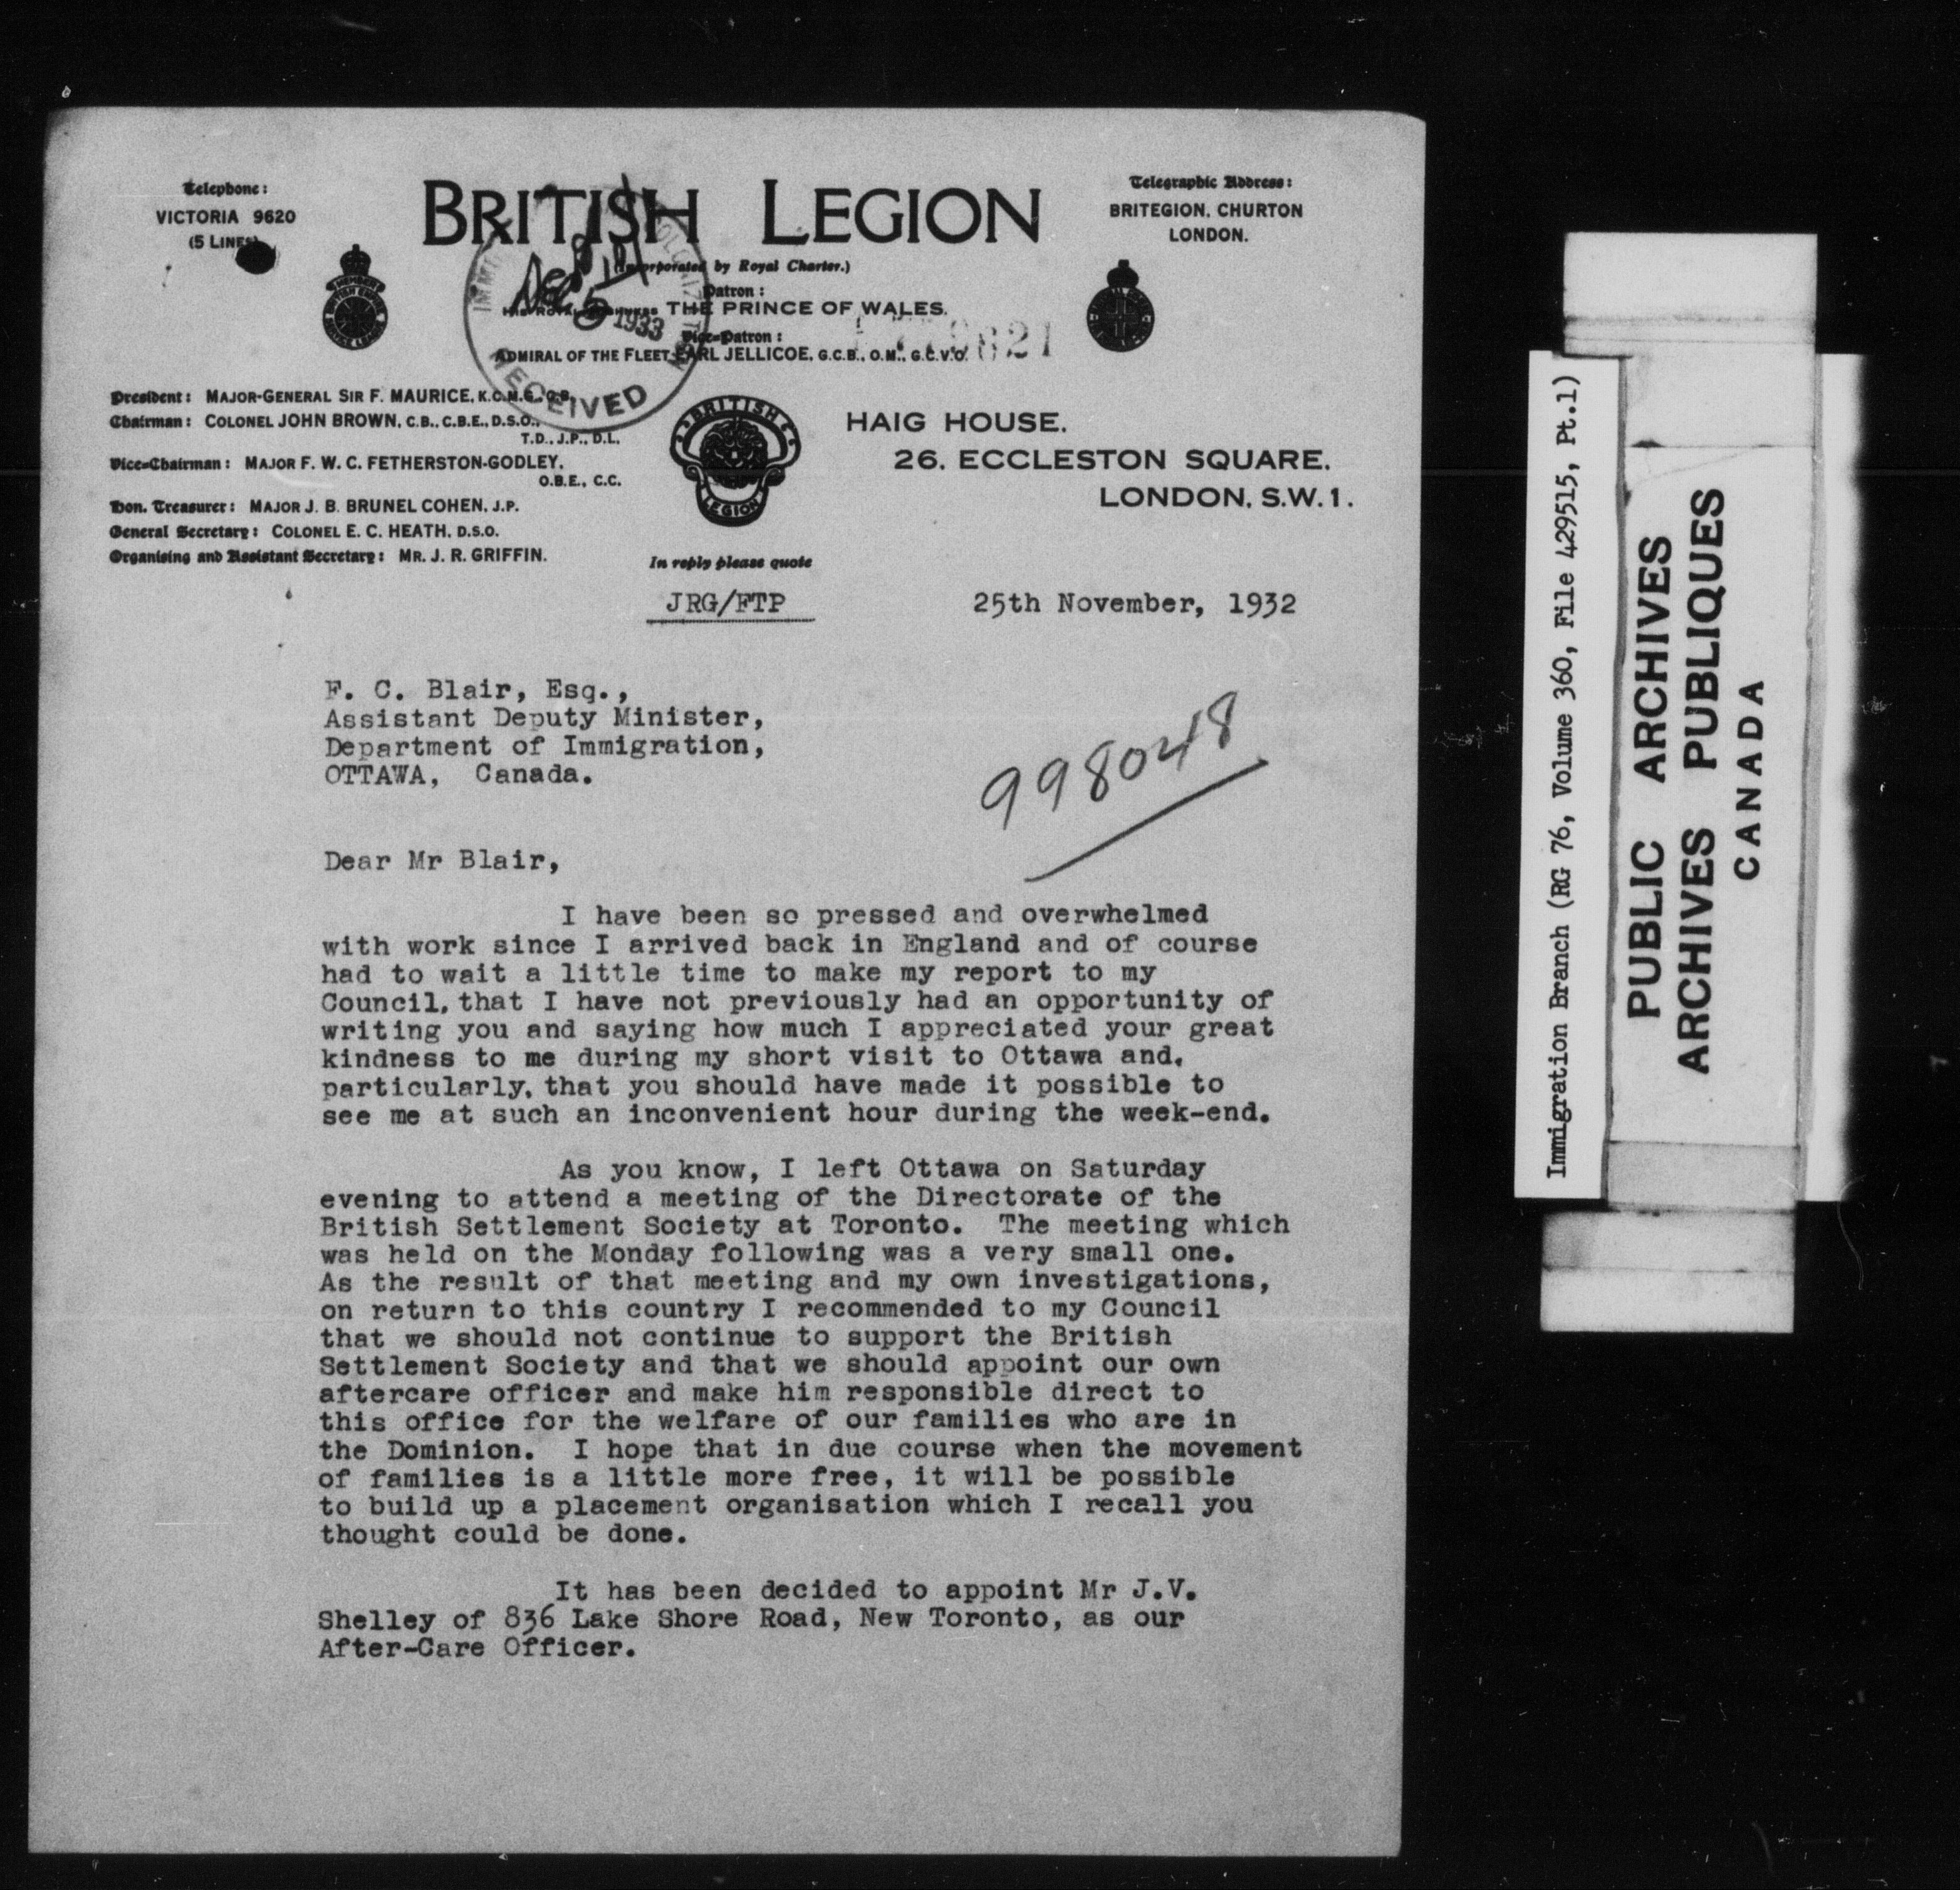 Telephone:
VICTORIA 9620
(5 LINES)
BRITISH LEGION
Telegraphic Address:
BRITEGION, CHURTON
LONDON.
(Incorporated by Royal Charter.)
Patron:
HIS ROYAL HIGHNESS THE PRINCE OF WALES.
Vice-Patron:
ADMIRAL OF THE FLEET EARL JELLICOE, G.C.B., O.M., G.C.V.O.
Dec 5 1933
RECEIVED
President: MAJOR-GENERAL SIR F. MAURICE, K.C.M.G., C.B.
Chairman: COLONEL JOHN BROWN, C.B., C.B.E., D.S.O.,
T.D., J.P., D.L.
Vice-Chairman: MAJOR F. W. C. FETHERSTON-GODLEY,
O.B.E., C.C.
Hon. Treasurer: MAJOR J. B. BRUNEL COHEN, J.P.
General Secretary: COLONEL E. C. HEATH, D.S.O.
Organising and Assistant Secretary: MR. J. R. GRIFFIN.
BRITISH
LEGION
HAIG HOUSE,
26, ECCLESTON SQUARE,
LONDON, S.W.1.
In reply please quote
JRG/FTP
25th November, 1932
F. C. Blair, Esq.,
Assistant Deputy Minister,
Department of Immigration,
OTTAWA, Canada.
998048
Dear Mr Blair,
I have been so pressed and overwhelmed
with work since I arrived back in England and of course
had to wait a little time to make my report to my
Council, that I have not previously had an opportunity of
writing you and saying how much I appreciated your great
kindness to me during my short visit to Ottawa and,
particularly, that you should have made it possible to
see me at such an inconvenient hour during the week-end.
As you know, I left Ottawa on Saturday
evening to attend a meeting of the Directorate of the
British Settlement Society at Toronto. The meeting which
was held on the Monday following was a very small one.
As the result of that meeting and my own investigations,
on return to this country I recommended to my Council
that we should not continue to support the British
Settlement Society and that we should appoint our own
aftercare officer and make him responsible direct to
this office for the welfare of our families who are in
the Dominion. I hope that in due course when the movement
of families is a little more free, it will be possible
to build up a placement organisation which I recall you
thought could be done.
It has been decided to appoint Mr J.V.
Shelley of 836 Lake Shore Road, New Toronto, as our
After-Care Officer.
Immigration Branch (RG 76, Volume 360, File 429515, Pt.1)
PUBLIC ARCHIVES
ARCHIVES PUBLIQUES
CANADA